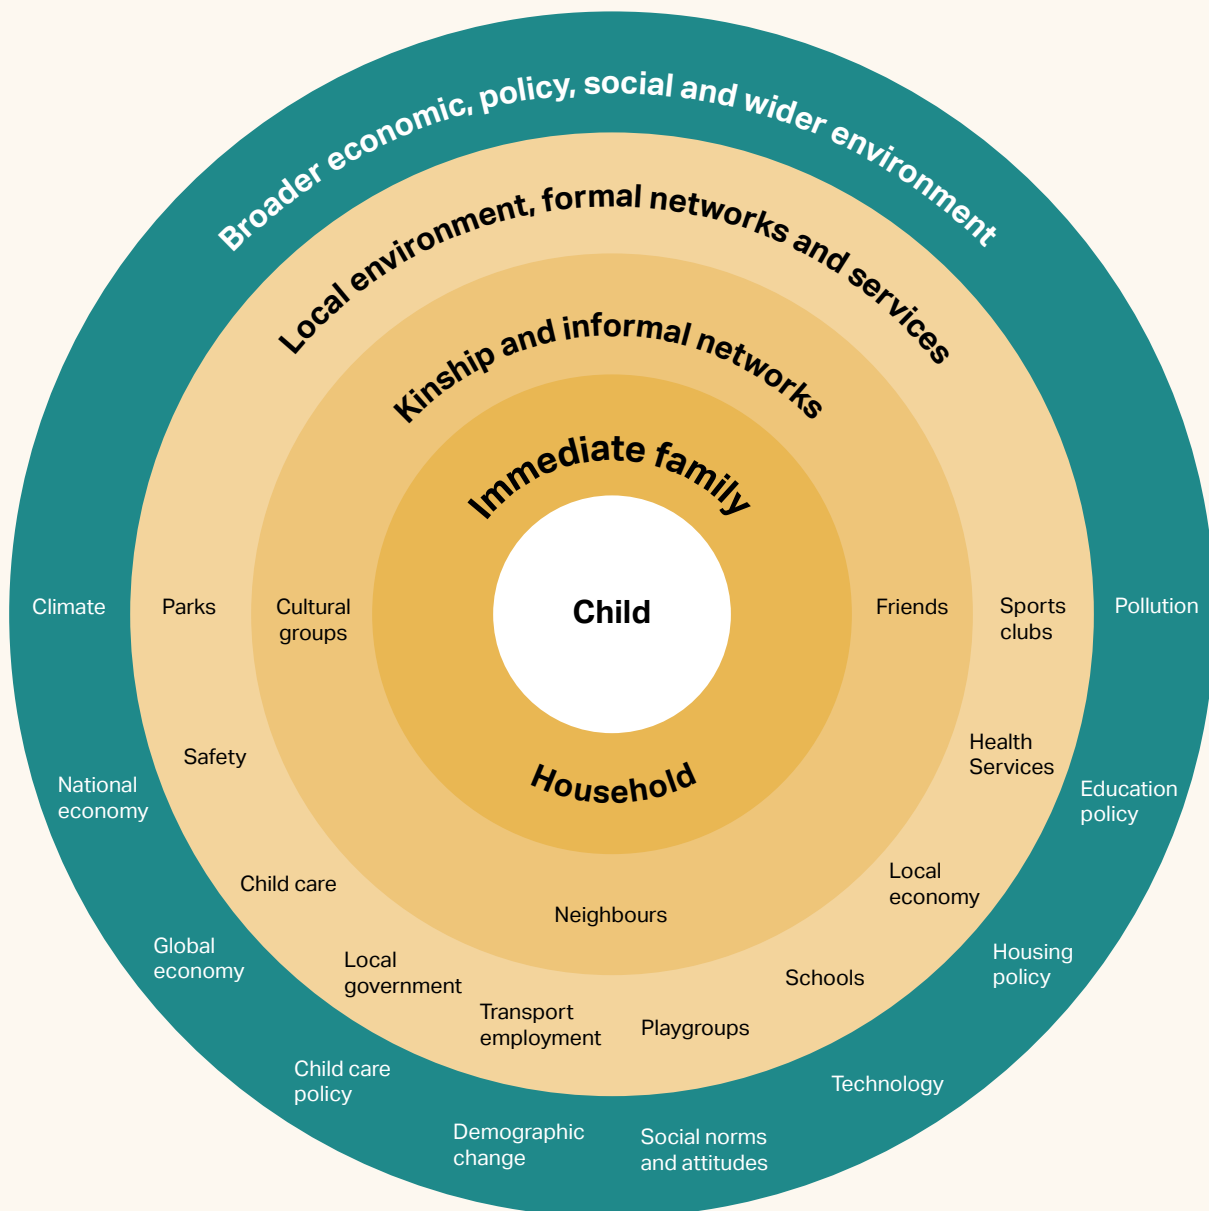 Broader economic, policy, social and wider environment
Local environment, formal networks and services
Kinship and informal networks
Immediate family
Child
Household
Climate
Parks
Cultural
groups
Friends
Sports
clubs
Pollution
Safety
Health
Services
National
economy
Education
policy
Child care
Local
economy
Neighbours
Global
economy
Local
government
Schools
Housing
policy
Transport
employment
Playgroups
Child care
policy
Technology
Demographic
change
Social norms
and attitudes